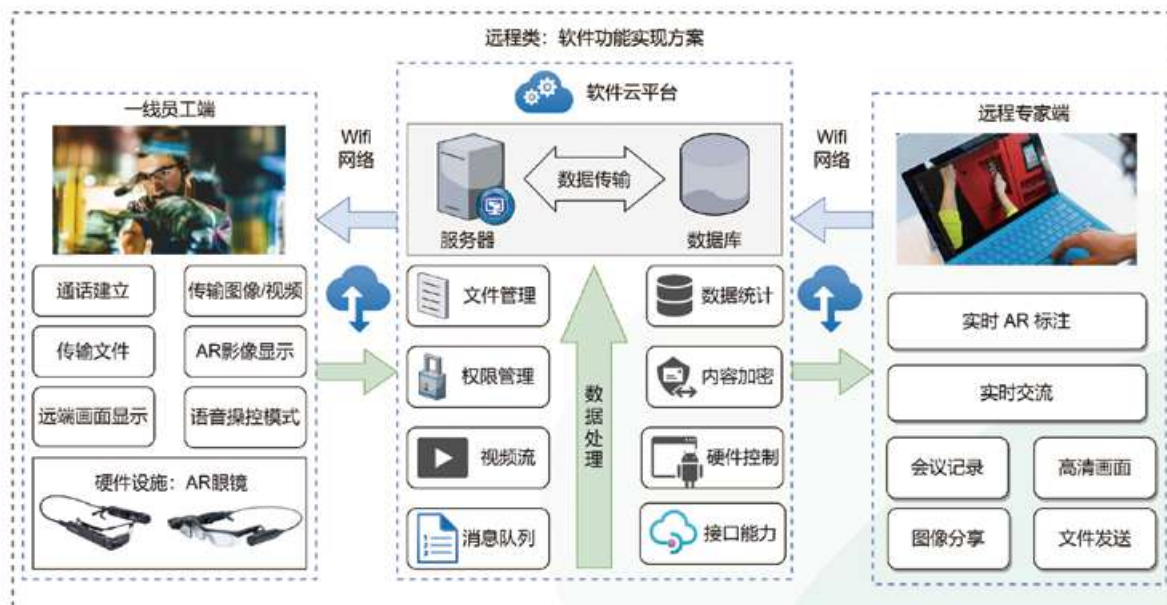 远程类：软件功能实现方案
一线员工端
Wifi
网络
通话建立
传输图像/视频
传输文件
AR影像显示
远端画面显示
语音操控模式
硬件设施：AR眼镜
软件云平台
服务器
数据传输
数据库
文件管理
数据统计
权限管理
内容加密
视频流
硬件控制
消息队列
接口能力
数据处理
Wifi
网络
远程专家端
实时 AR 标注
实时交流
会议记录
高清画面
图像分享
文件发送